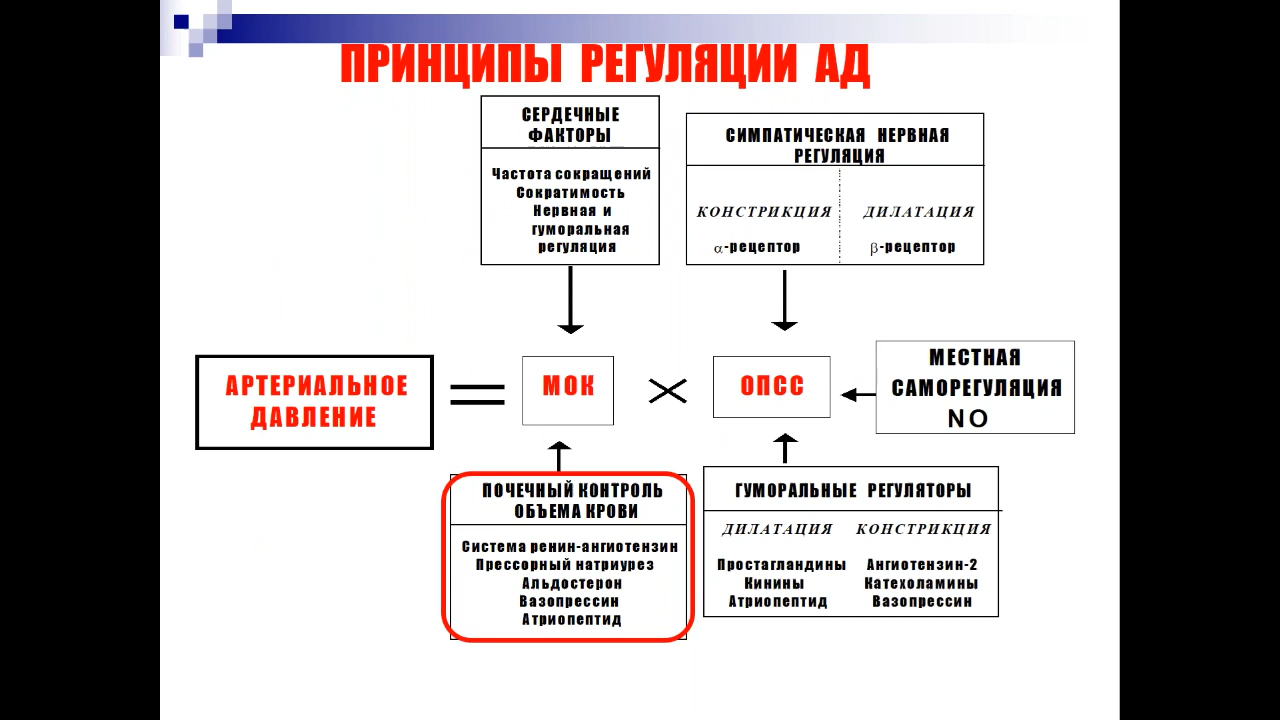 ПРИНЦИПЫ РЕГУЛЯЦИИ АД
СЕРДЕЧНЫЕ
ФАКТОРЫ
Частота сокращений
Сократимость
Нервная и
гуморальная
регуляция
СИМПАТИЧЕСКАЯ НЕРВНАЯ
РЕГУЛЯЦИЯ
КОНСТРИКЦИЯ
α-рецептор
ДИЛАТАЦИЯ
β-рецептор
АРТЕРИАЛЬНОЕ
ДАВЛЕНИЕ
=
МОК
×
ОПСС
МЕСТНАЯ
САМОРЕГУЛЯЦИЯ
NO
ПОЧЕЧНЫЙ КОНТРОЛЬ
ОБЪЕМА КРОВИ
Система ренин-ангиотензин
Прессорный натриурез
Альдостерон
Вазопрессин
Атриопептид
ГУМОРАЛЬНЫЕ РЕГУЛЯТОРЫ
ДИЛАТАЦИЯ
Простагландины
Кинины
Атриопептид
КОНСТРИКЦИЯ
Ангиотензин-2
Катехоламины
Вазопрессин